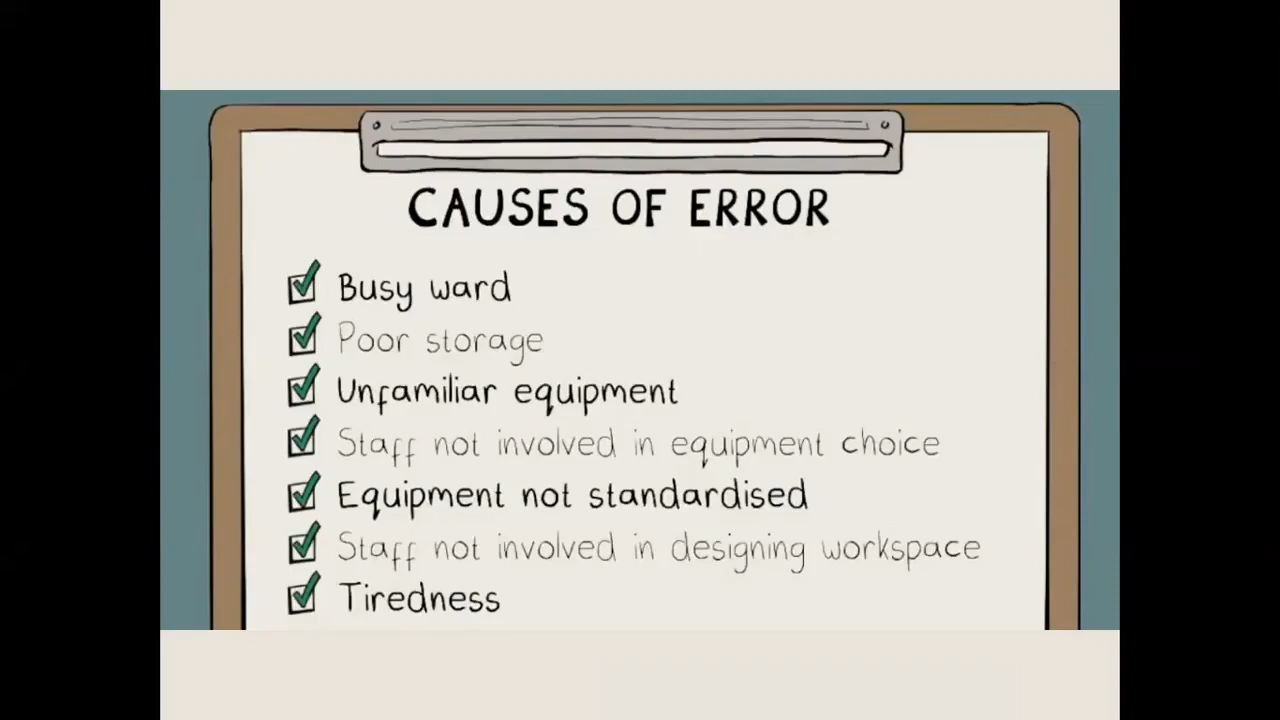 CAUSES OF ERROR
Busy ward
Poor storage
Unfamiliar equipment
Staff not involved in equipment choice
Equipment not standardised
Staff not involved in designing workspace
Tiredness